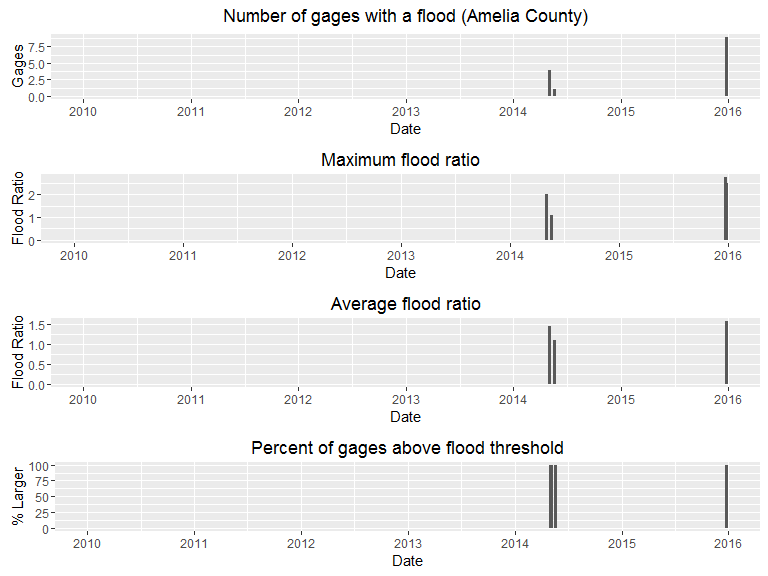 Number of gages with a flood (Amelia County)
Gages
7.5
5.0
2.5
0.0
2010 2011 2012 2013 2014 2015 2016
Date
Maximum flood ratio
Flood Ratio
2
1
0
2010 2011 2012 2013 2014 2015 2016
Date
Average flood ratio
Flood Ratio
1.5
1.0
0.5
0.0
2010 2011 2012 2013 2014 2015 2016
Date
Percent of gages above flood threshold
% Larger
100
75
50
25
0
2010 2011 2012 2013 2014 2015 2016
Date